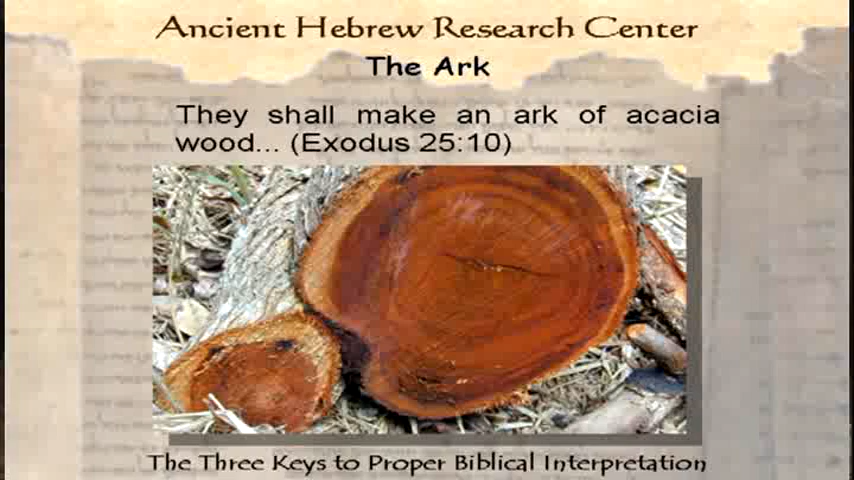 Ancient Hebrew Research Center
The Ark
They shall make an ark of acacia
wood... (Exodus 25:10)
The Three Keys to Proper Biblical Interpretation